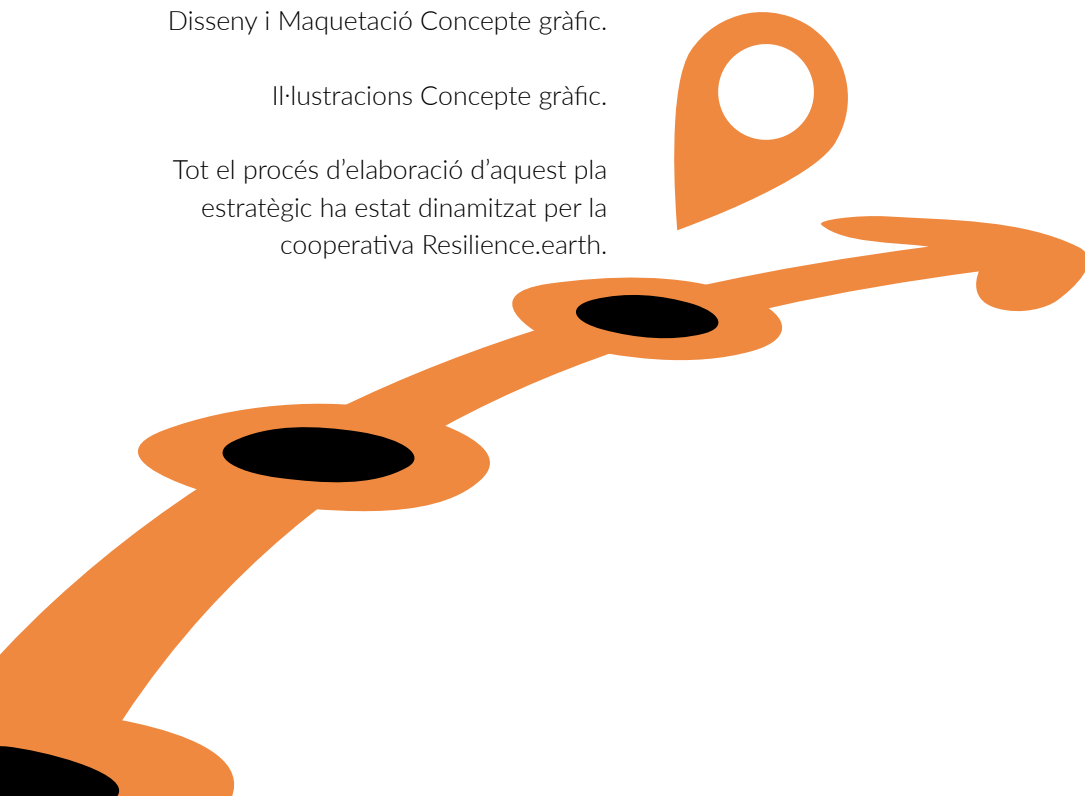 Disseny i Maquetació Concepte gràfic.
Il·lustracions Concepte gràfic.
Tot el procés d’elaboració d’aquest pla
estratègic ha estat dinamitzat per la
cooperativa Resilience.earth.